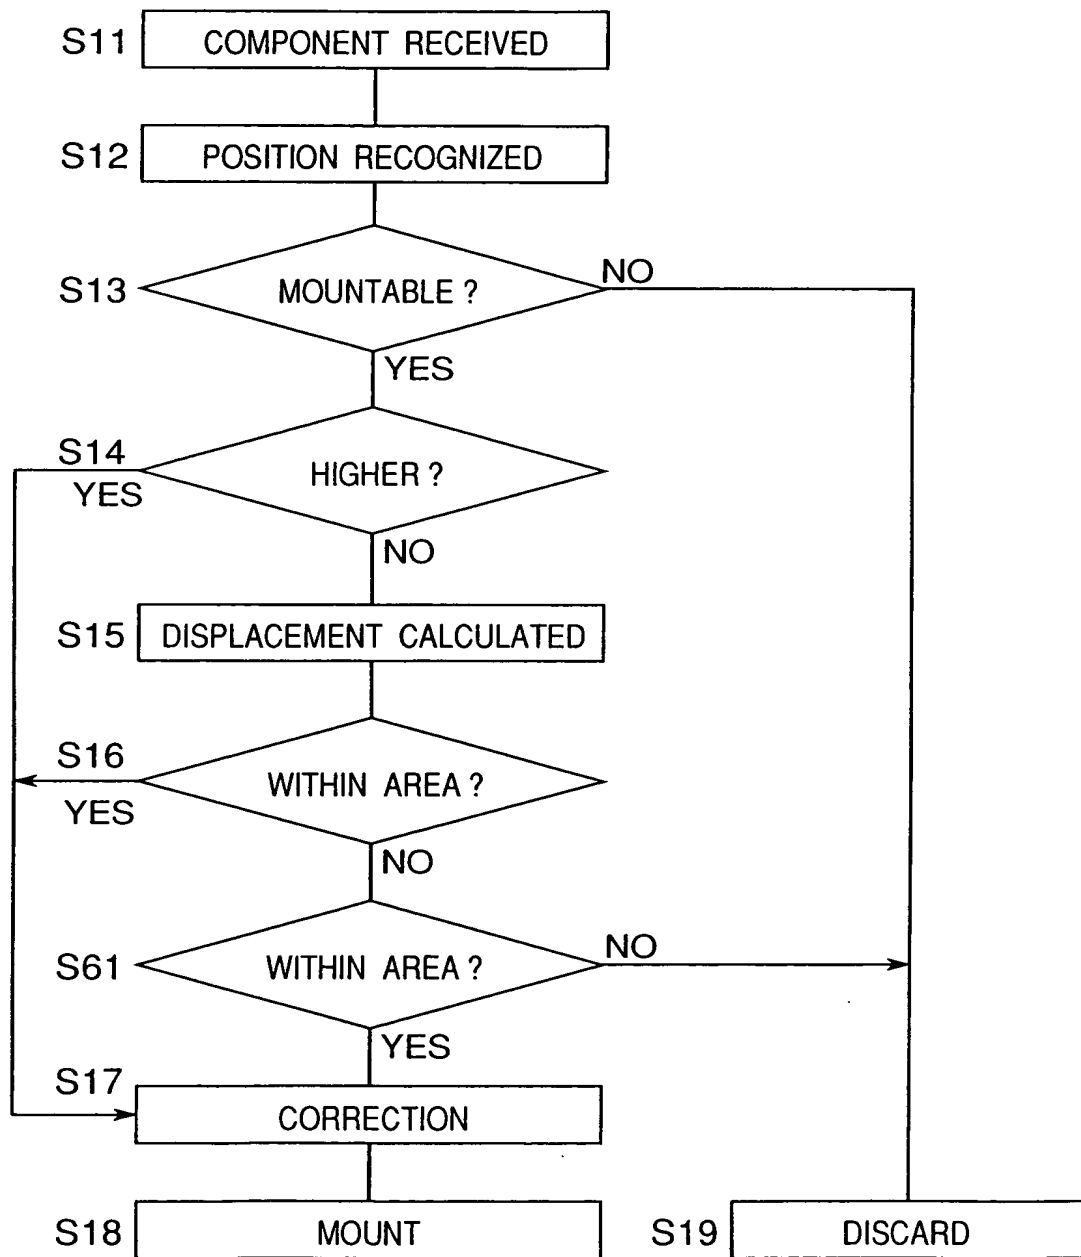 S11 COMPONENT RECEIVED
S12 POSITION RECOGNIZED
S13 MOUNTABLE ? NO
YES
S14 HIGHER ?
YES
NO
S15 DISPLACEMENT CALCULATED
S16 WITHIN AREA ?
YES
NO
S61 WITHIN AREA ? NO
YES
S17 CORRECTION
S18 MOUNT S19 DISCARD